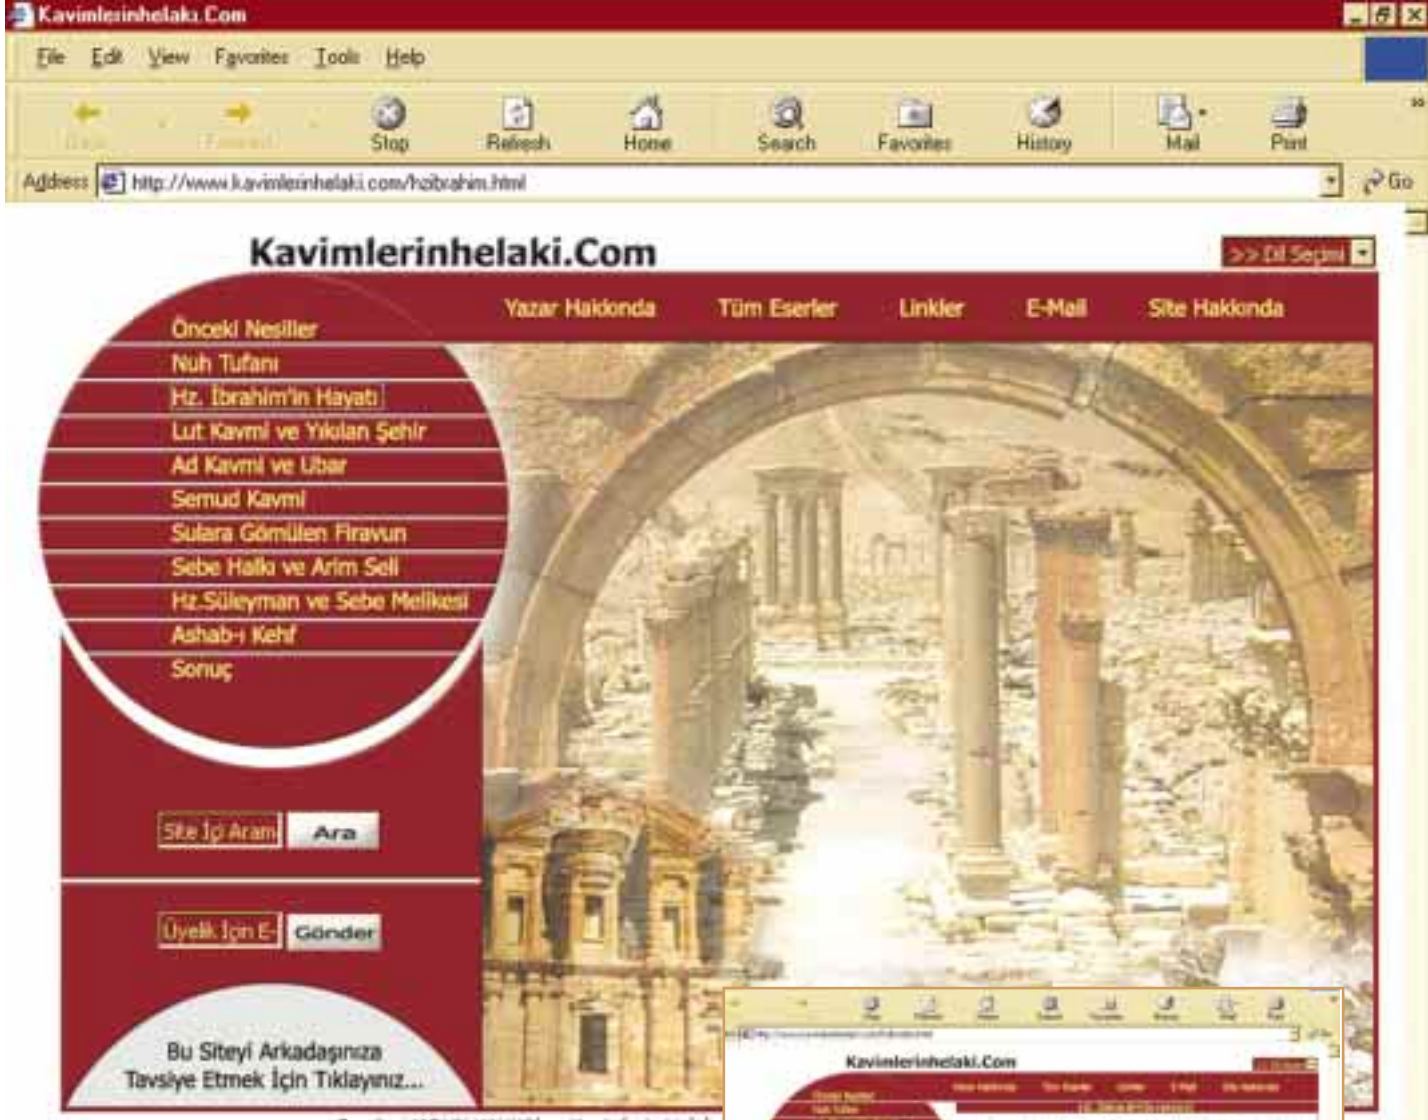 Kavimlerinhelaki.Com
File Edit View Favorites Tools Help
Stop Refresh Home Search Favorites History Mail Print
Address http://www.kavimlerinhelaki.com/hzibrahim.html Go
Kavimlerinhelaki.Com
>> Dil Seçimi
Yazar Hakkında Tüm Eserler Linkler E-Mail Site Hakkında
Önceki Nesiller
Nuh Tufanı
Hz. İbrahim'in Hayatı
Lut Kavmi ve Yıkılan Şehir
Ad Kavmi ve Ubar
Semud Kavmi
Sulara Gömülen Firavun
Sebe Halkı ve Arim Seli
Hz.Süleyman ve Sebe Melikesi
Ashab-ı Kehf
Sonuç
Site İçi Aram
Ara
Üyelik İçin E-
Gönder
Bu Siteyi Arkadaşınıza
Tavsiye Etmek İçin Tıklayınız...
Kavimlerinhelaki.Com